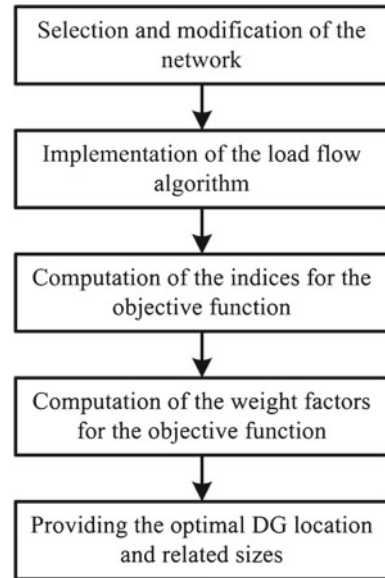 Selection and modification of the
network
Implementation of the load flow
algorithm
Computation of the indices for the
objective function
Computation of the weight factors
for the objective function
Providing the optimal DG location
and related sizes